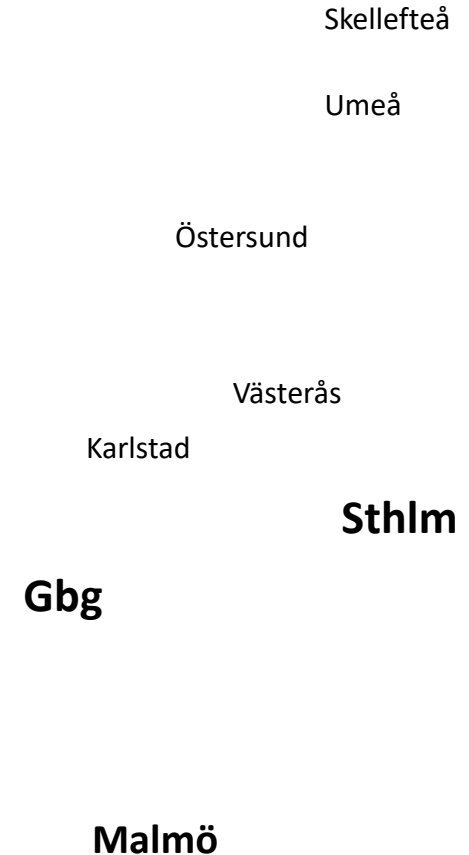 Skellefteå
Umeå
Östersund
Västerås
Karlstad
Sthlm
Gbg
Malmö